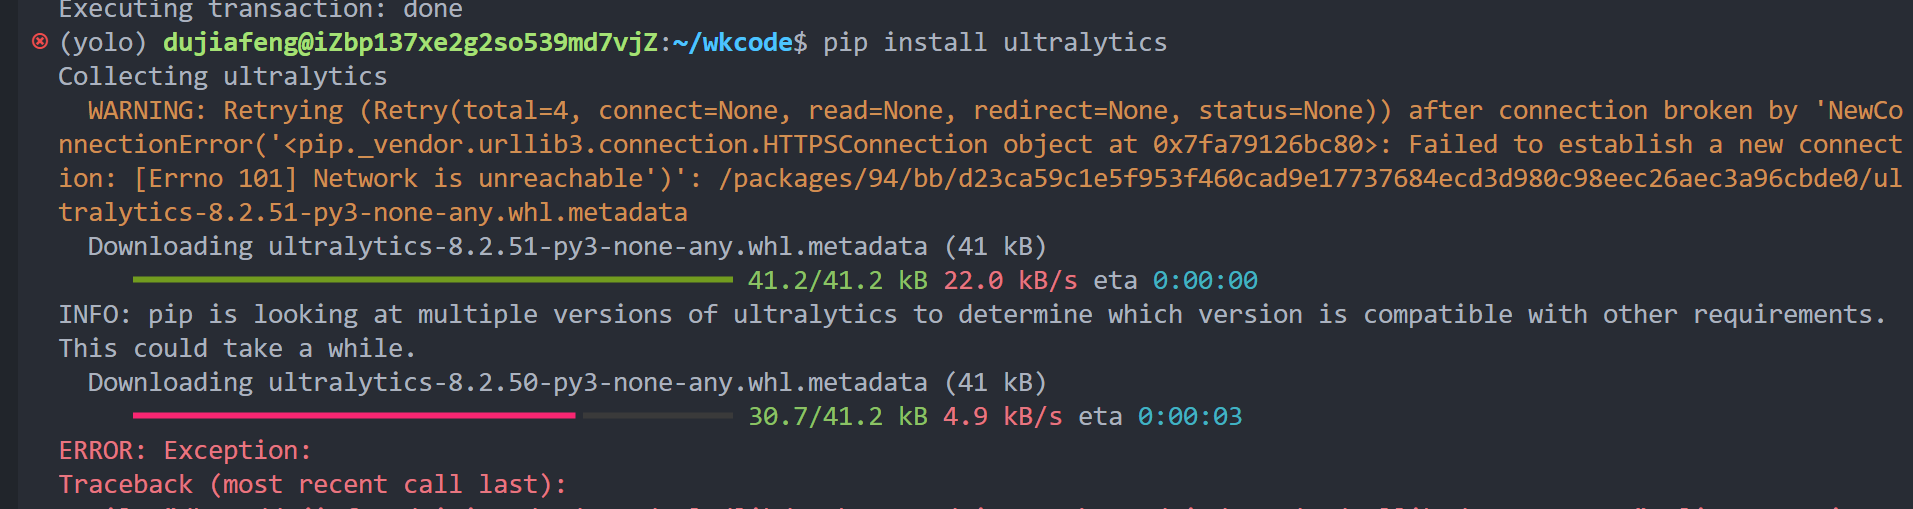 Executing transaction: done
(yolo) dujiafeng@iZbp137xe2g2so539md7vjZ:~/wkcode$ pip install ultralytics
Collecting ultralytics
  WARNING: Retrying (Retry(total=4, connect=None, read=None, redirect=None, status=None)) after connection broken by 'NewCo
nnectionError('<pip._vendor.urllib3.connection.HTTPSConnection object at 0x7fa79126bc80>: Failed to establish a new connect
ion: [Errno 101] Network is unreachable')': /packages/94/bb/d23ca59c1e5f953f460cad9e17737684ecd3d980c98eec26aec3a96cbde0/ul
tralytics-8.2.51-py3-none-any.whl.metadata
  Downloading ultralytics-8.2.51-py3-none-any.whl.metadata (41 kB)
     41.2/41.2 kB 22.0 kB/s eta 0:00:00
INFO: pip is looking at multiple versions of ultralytics to determine which version is compatible with other requirements.
This could take a while.
  Downloading ultralytics-8.2.50-py3-none-any.whl.metadata (41 kB)
     30.7/41.2 kB 4.9 kB/s eta 0:00:03
ERROR: Exception:
Traceback (most recent call last):